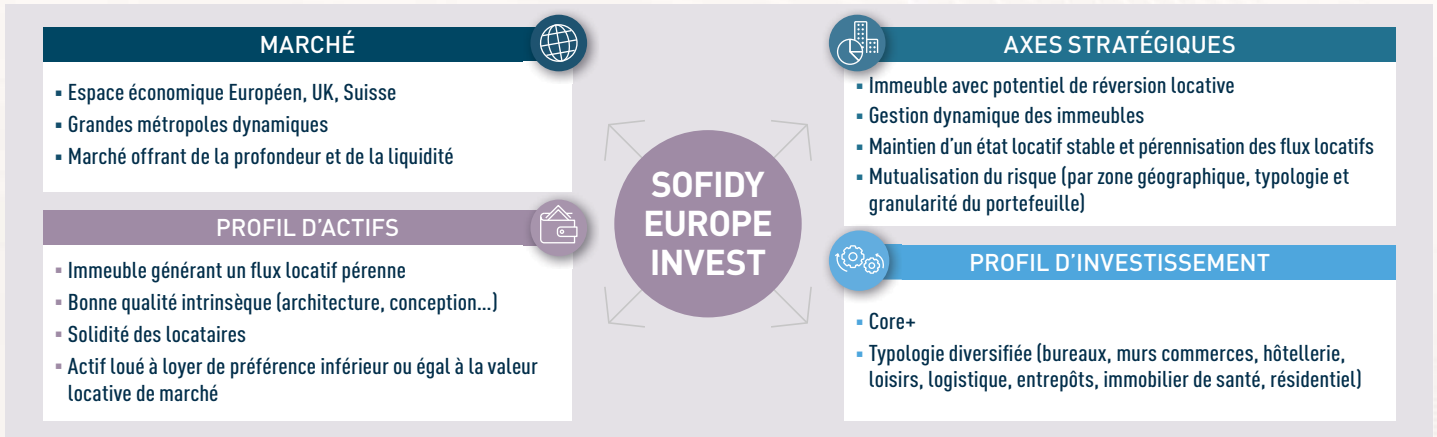 MARCHÉ
▪ Espace économique Européen, UK, Suisse
▪ Grandes métropoles dynamiques
▪ Marché offrant de la profondeur et de la liquidité
PROFIL D’ACTIFS
▪ Immeuble générant un flux locatif pérenne
▪ Bonne qualité intrinsèque (architecture, conception...)
▪ Solidité des locataires
▪ Actif loué à loyer de préférence inférieur ou égal à la valeur
locative de marché
SOFIDY
EUROPE
INVEST
AXES STRATÉGIQUES
▪ Immeuble avec potentiel de réversion locative
▪ Gestion dynamique des immeubles
▪ Maintien d’un état locatif stable et pérennisation des flux locatifs
▪ Mutualisation du risque (par zone géographique, typologie et
granularité du portefeuille)
PROFIL D’INVESTISSEMENT
▪ Core+
▪ Typologie diversifiée (bureaux, murs commerces, hôtellerie,
loisirs, logistique, entrepôts, immobilier de santé, résidentiel)